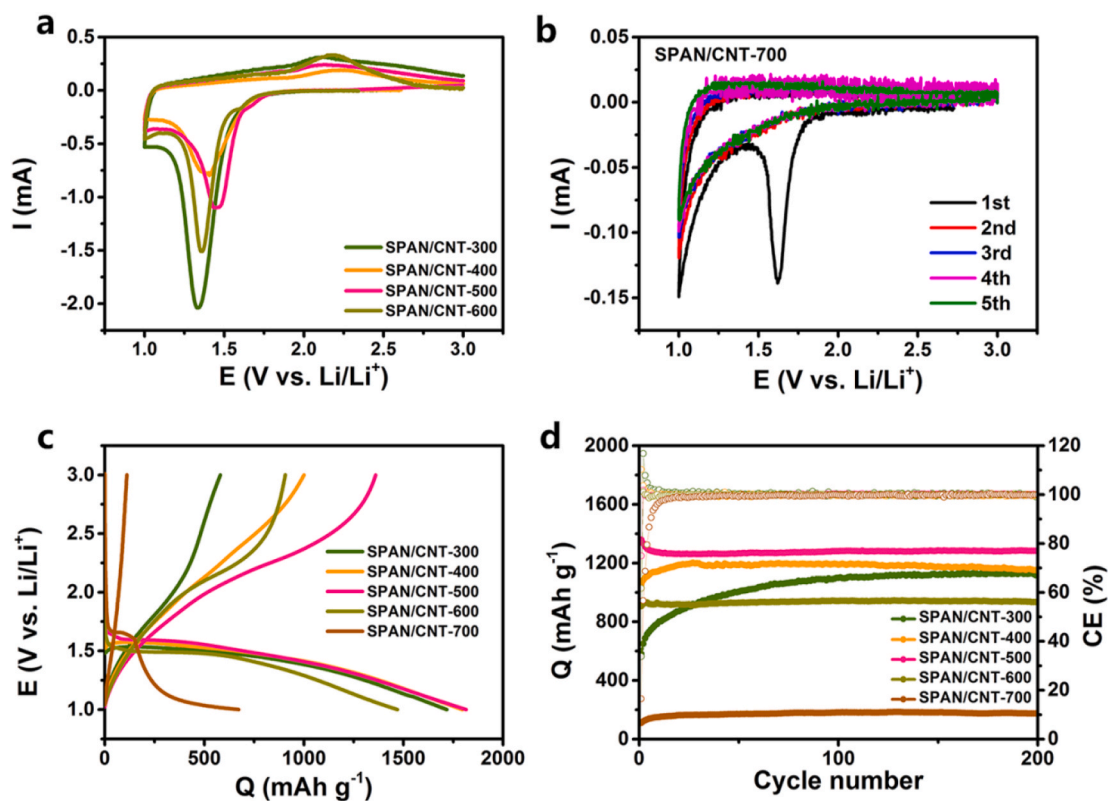 a
0.5
0.0
-0.5
-1.0
-1.5
-2.0
I (mA)
SPAN/CNT-300
SPAN/CNT-400
SPAN/CNT-500
SPAN/CNT-600
1.0 1.5 2.0 2.5 3.0
E (V vs. Li/Li⁺)
b
SPAN/CNT-700
0.05
0.00
-0.05
-0.10
-0.15
I (mA)
1st
2nd
3rd
4th
5th
1.0 1.5 2.0 2.5 3.0
E (V vs. Li/Li⁺)
c
3.0
2.5
2.0
1.5
1.0
E (V vs. Li/Li⁺)
SPAN/CNT-300
SPAN/CNT-400
SPAN/CNT-500
SPAN/CNT-600
SPAN/CNT-700
0 500 1000 1500 2000
Q (mAh g⁻¹)
d
2000
1600
1200
800
400
0
Q (mAh g⁻¹)
SPAN/CNT-300
SPAN/CNT-400
SPAN/CNT-500
SPAN/CNT-600
SPAN/CNT-700
120
100
80
60
40
20
0
CE (%)
0 100 200
Cycle number